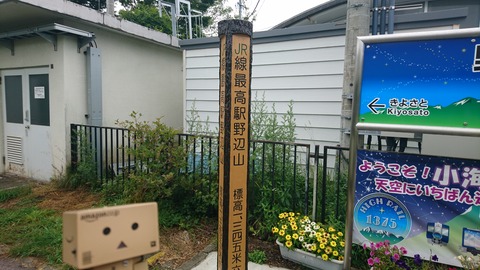 JR線最高駅野辺山
標高一、三四五米
きよさと
Kiyosato
ようこそ!小海
天空にいちばん近
HIGH RAIL
1375